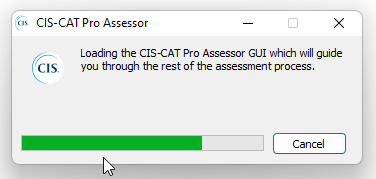 CIS-CAT Pro Assessor
Loading the CIS-CAT Pro Assessor GUI which will guide
you through the rest of the assessment process.
CIS.
Cancel